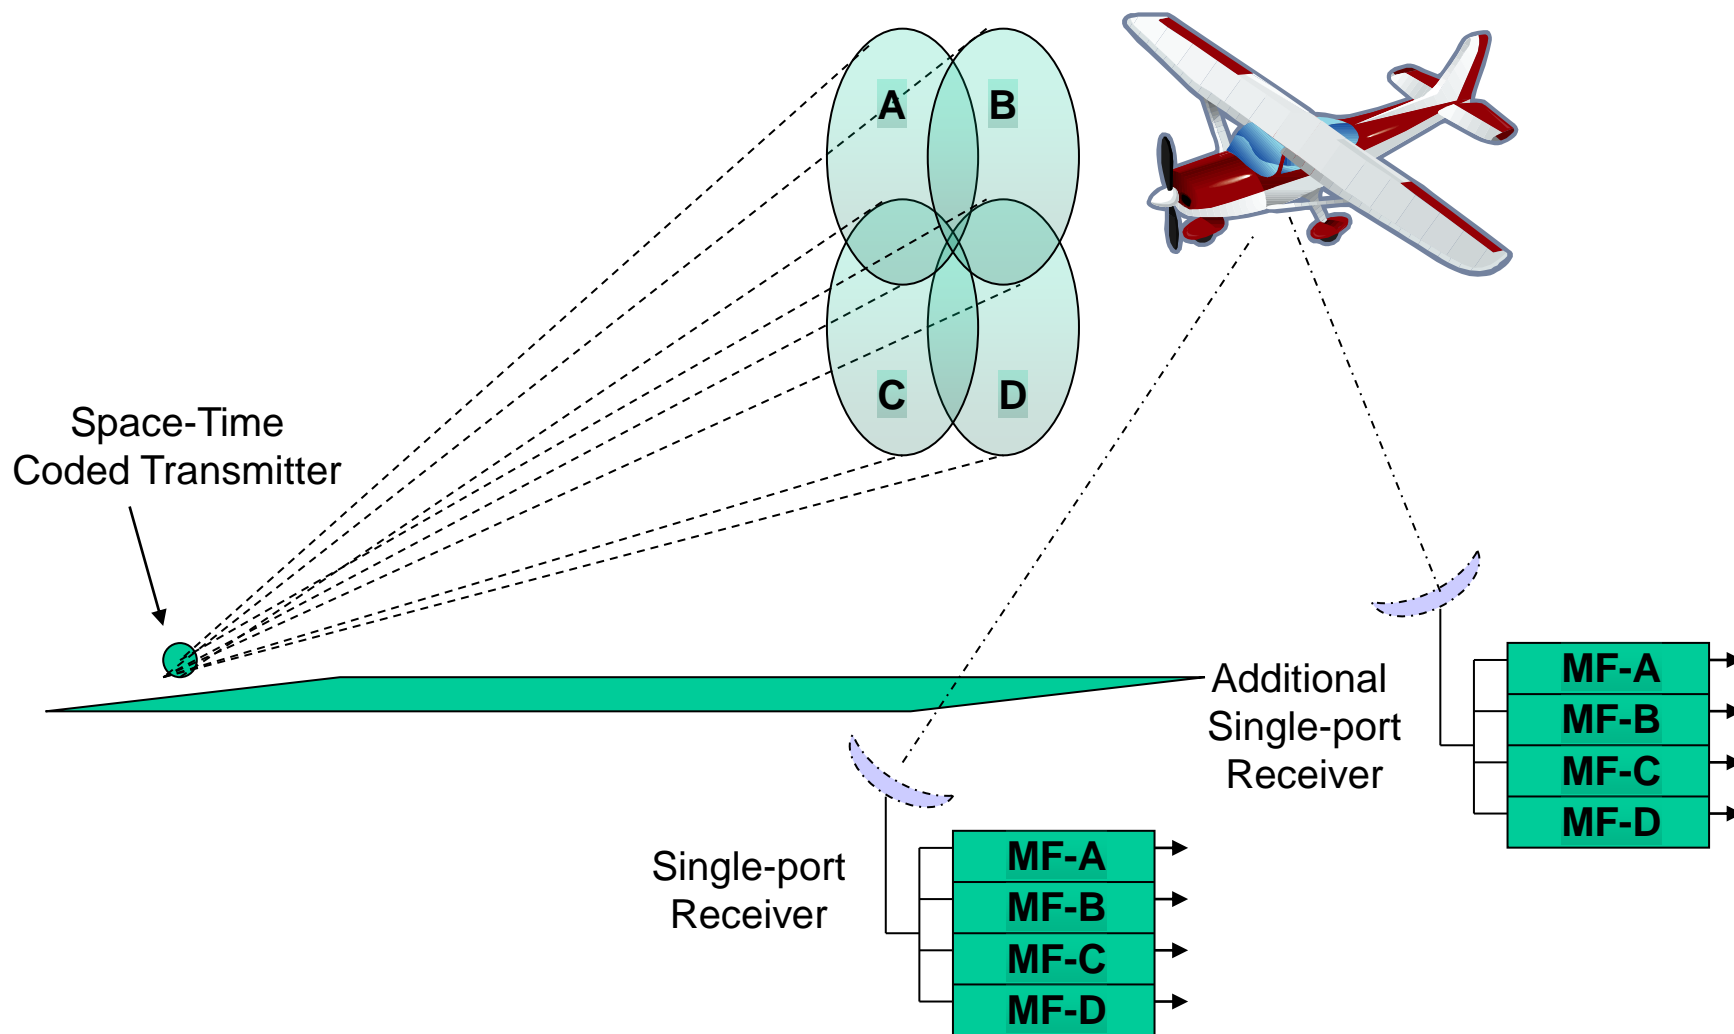 A
B
C
D
Space-Time
Coded Transmitter
Additional
Single-port
Receiver
MF-A
MF-B
MF-C
MF-D
Single-port
Receiver
MF-A
MF-B
MF-C
MF-D